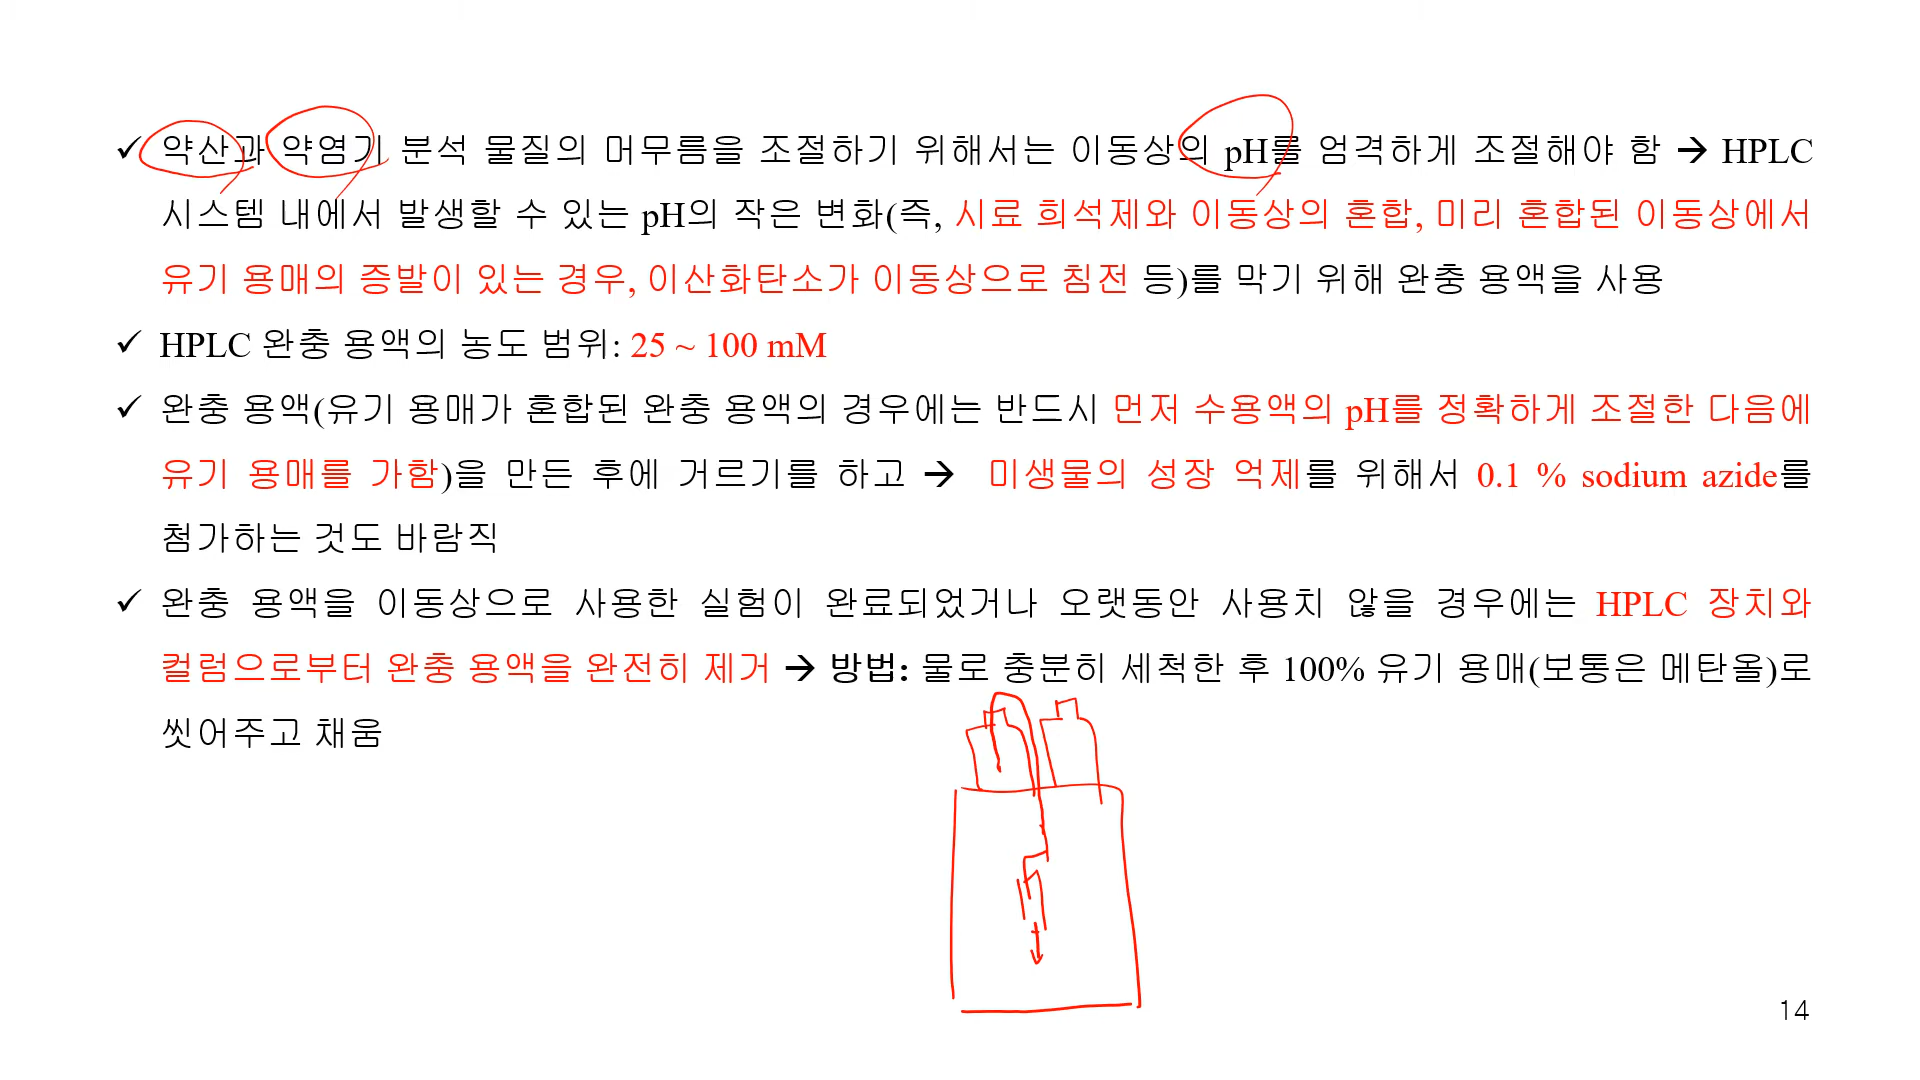 ✓ 약산과 약염기 분석 물질의 머무름을 조절하기 위해서는 이동상의 pH를 엄격하게 조절해야 함 → HPLC
시스템 내에서 발생할 수 있는 pH의 작은 변화(즉, 시료 희석제와 이동상의 혼합, 미리 혼합된 이동상에서
유기 용매의 증발이 있는 경우, 이산화탄소가 이동상으로 침전 등)를 막기 위해 완충 용액을 사용
✓ HPLC 완충 용액의 농도 범위: 25 ~ 100 mM
✓ 완충 용액(유기 용매가 혼합된 완충 용액의 경우에는 반드시 먼저 수용액의 pH를 정확하게 조절한 다음에
유기 용매를 가함)을 만든 후에 거르기를 하고 → 미생물의 성장 억제를 위해서 0.1 % sodium azide를
첨가하는 것도 바람직
✓ 완충 용액을 이동상으로 사용한 실험이 완료되었거나 오랫동안 사용치 않을 경우에는 HPLC 장치와
컬럼으로부터 완충 용액을 완전히 제거 → 방법: 물로 충분히 세척한 후 100% 유기 용매(보통은 메탄올)로
씻어주고 채움
14